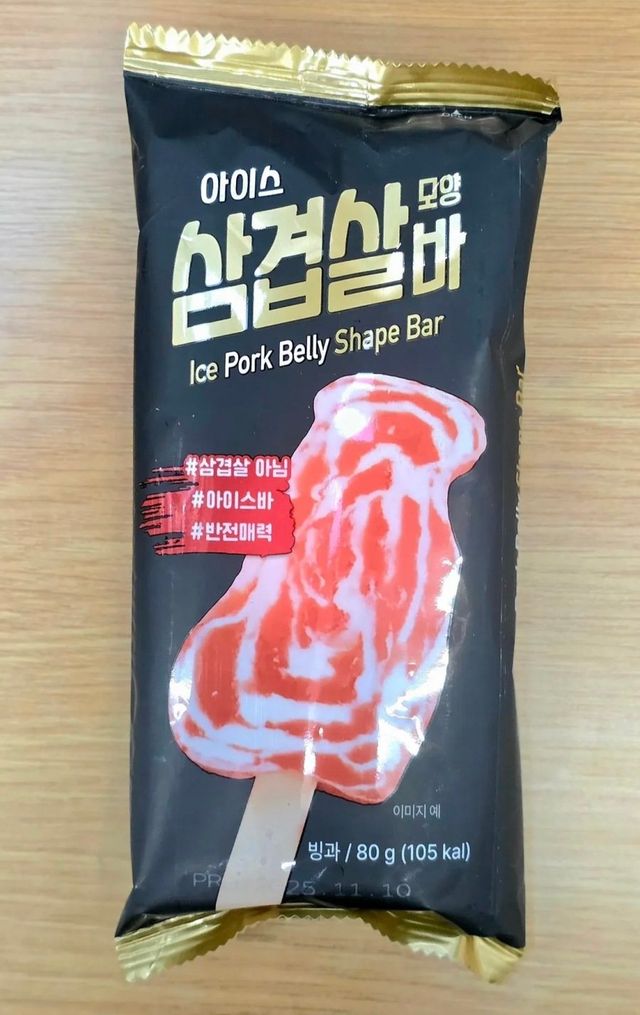 아이스
삼겹살
모양
바
Ice Pork Belly Shape Bar
#삼겹살 아님
#아이스바
#반전매력
이미지 예
빙과 / 80 g (105 kal)
25.11.10